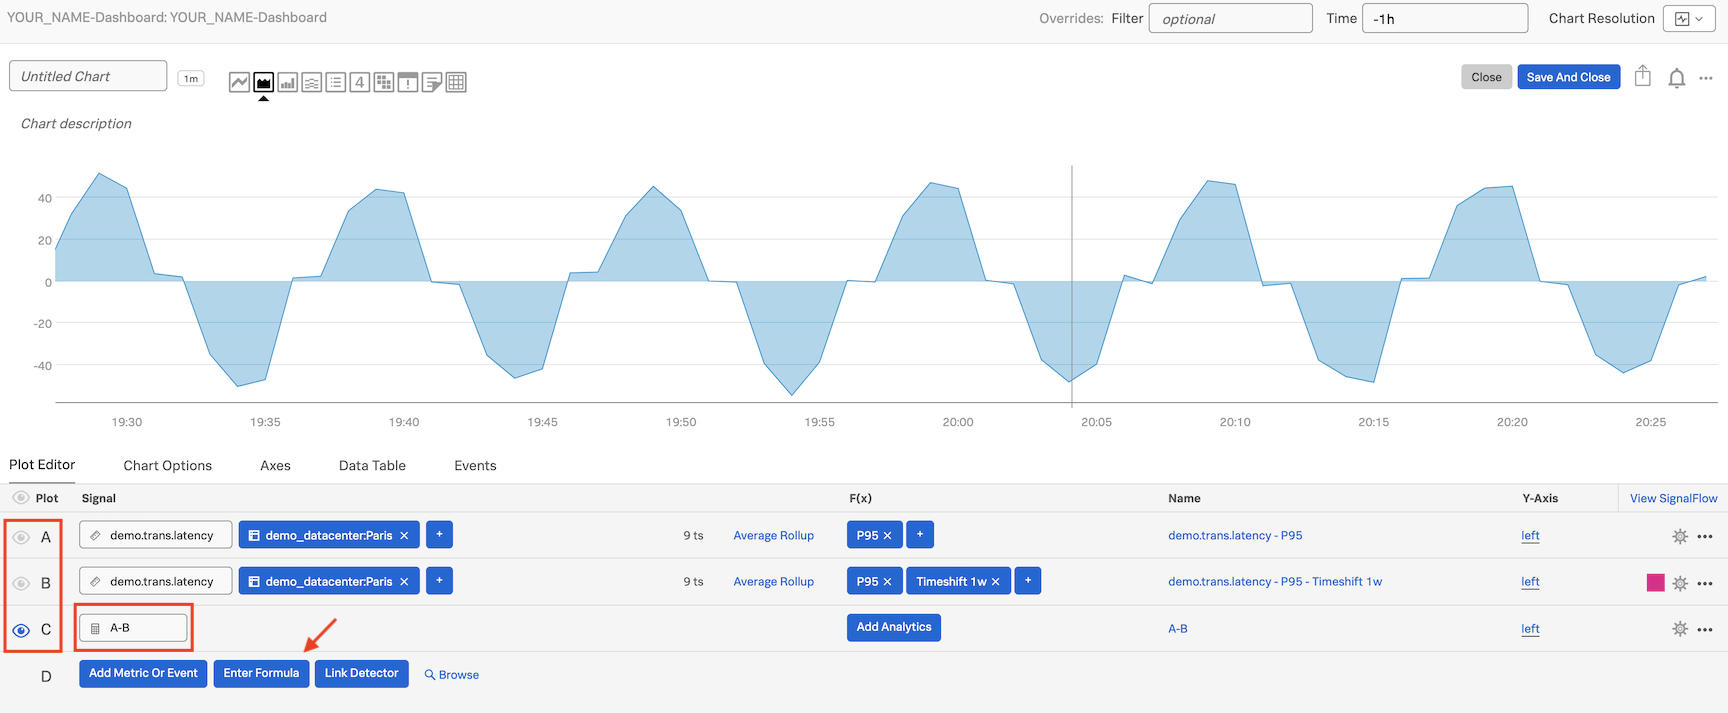 YOUR_NAME-Dashboard: YOUR_NAME-Dashboard
Overrides: Filter optional Time -1h Chart Resolution
Untitled Chart 1m 4 Close Save And Close
Chart description
40
20
0
-20
-40
19:30 19:35 19:40 19:45 19:50 19:55 20:00 20:05 20:10 20:15 20:20 20:25
Plot Editor Chart Options Axes Data Table Events
Plot Signal F(x) Name Y-Axis View SignalFlow
A demo.trans.latency demo_datacenter:Paris × + 9 ts Average Rollup P95 × + demo.trans.latency - P95 left
B demo.trans.latency demo_datacenter:Paris × + 9 ts Average Rollup P95 × Timeshift 1w × + demo.trans.latency - P95 - Timeshift 1w left
C A-B Add Analytics A-B left
D Add Metric Or Event Enter Formula Link Detector Browse